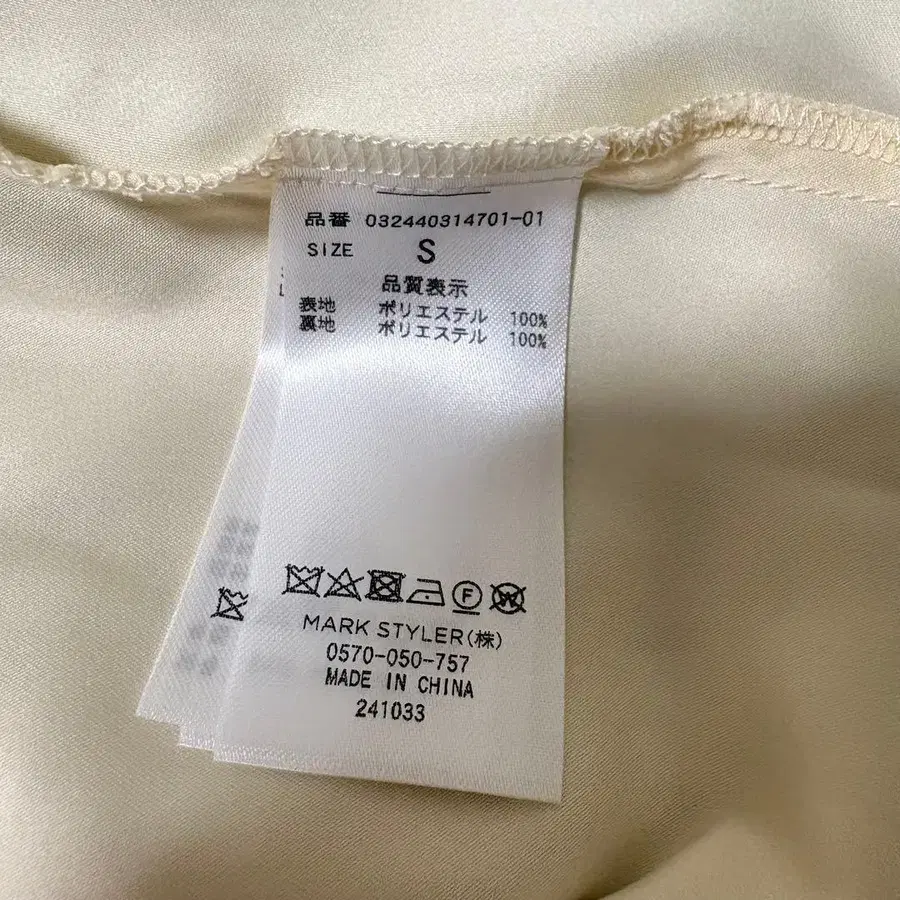 品番 032440314701-01
SIZE S
品質表示
表地 ポリエステル 100%
裏地 ポリエステル 100%
MARK STYLER(株)
0570-050-757
MADE IN CHINA
241033